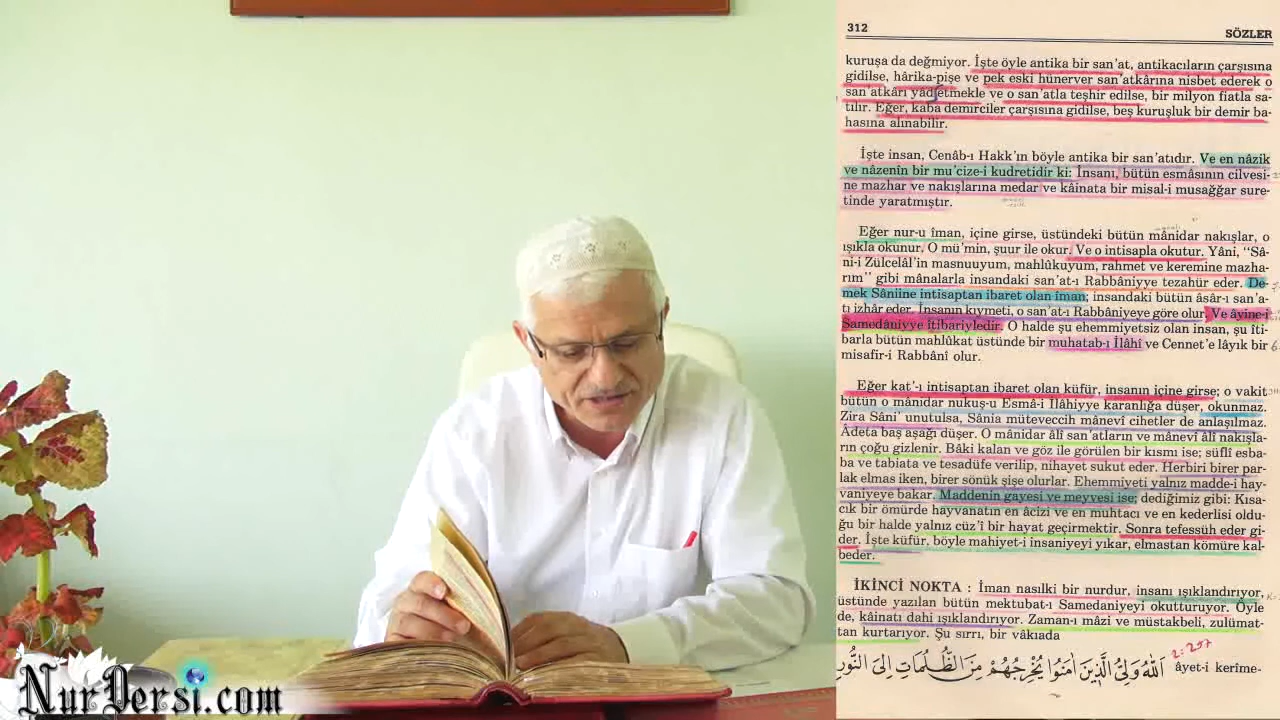 312
SÖZLER
kuruşa da değmiyor. İşte öyle antika bir san'at, antikacıların çarşısına
gidilse, hârika-pişe ve pek eski hünerver san'atkârına nisbet ederek o
san'atkârı yâdetmekle ve o san'atla teşhir edilse, bir milyon fiatla sa-
tılır. Eğer, kaba demirciler çarşısına gidilse, beş kuruşluk bir demir ba-
hasına alınabilir.
İşte insan, Cenâb-ı Hakk'ın böyle antika bir san'atıdır. Ve en nâzik
ve nâzenîn bir mu'cize-i kudretidir ki: İnsanı, bütün esmâsının cilvesi-
ne mazhar ve nakışlarına medar ve kâinata bir misal-i musağğar sure-
tinde yaratmıştır.
Eğer nur-u îman, içine girse, üstündeki bütün mânidar nakışlar, o
ışıkla okunur. O mü'min, şuur ile okur. Ve o intisapla okutur. Yâni, "Sâ-
ni-i Zülcelâl'in masnuuyum, mahlûkuyum, rahmet ve keremine mazha-
rım" gibi mânalarla insandaki san'at-ı Rabbâniyye tezahür eder. De-
mek Sâniine intisaptan ibaret olan îman; insandaki bütün âsâr-ı san'a-
tı izhâr eder. İnsanın kıymeti, o san'at-ı Rabbâniyeye göre olur. Ve âyine-i
Samedâniyye îtibariyledir. O halde şu ehemmiyetsiz olan insan, şu îti-
barla bütün mahlûkat üstünde bir muhatab-ı İlâhî ve Cennet'e lâyık bir
misafir-i Rabbânî olur.
Eğer kat'-ı intisaptan ibaret olan küfür, insanın içine girse; o vakit
bütün o mânidar nukuş-u Esmâ-i İlâhiyye karanlığa düşer, okunmaz.
Zira Sâni' unutulsa, Sânia müteveccih mânevî cihetler de anlaşılmaz.
Âdeta baş aşağı düşer. O mânidar âlî san'atların ve mânevî âlî nakışla-
rın çoğu gizlenir. Bâki kalan ve göz ile görülen bir kısmı ise; süflî esba-
ba ve tabiata ve tesadüfe verilip, nihayet sukut eder. Herbiri birer par-
lak elmas iken, birer sönük şişe olurlar. Ehemmiyeti yalnız madde-i hay-
vaniyeye bakar. Maddenin gayesi ve meyvesi ise; dediğimiz gibi: Kısa-
cık bir ömürde hayvanatın en âcizi ve en muhtacı ve en kederlisi oldu-
ğu bir halde yalnız cüz'î bir hayat geçirmektir. Sonra tefessüh eder gi-
der. İşte küfür, böyle mahiyet-i insaniyeyi yıkar, elmastan kömüre kal-
beder.
İKİNCİ NOKTA : İman nasılki bir nurdur, insanı ışıklandırıyor,
üstünde yazılan bütün mektubat-ı Samedaniyeyi okutturuyor. Öyle
de, kâinatı dahi ışıklandırıyor. Zaman-ı mâzi ve müstakbeli, zulümat-
tan kurtarıyor. Şu sırrı, bir vâkıada
2:257
اَللّٰهُ وَلِىُّ الَّذِينَ اٰمَنُوا يُخْرِجُهُمْ مِنَ الظُّلُمَاتِ اِلَى النُّورِ âyet-i kerime-
NurDersi.com